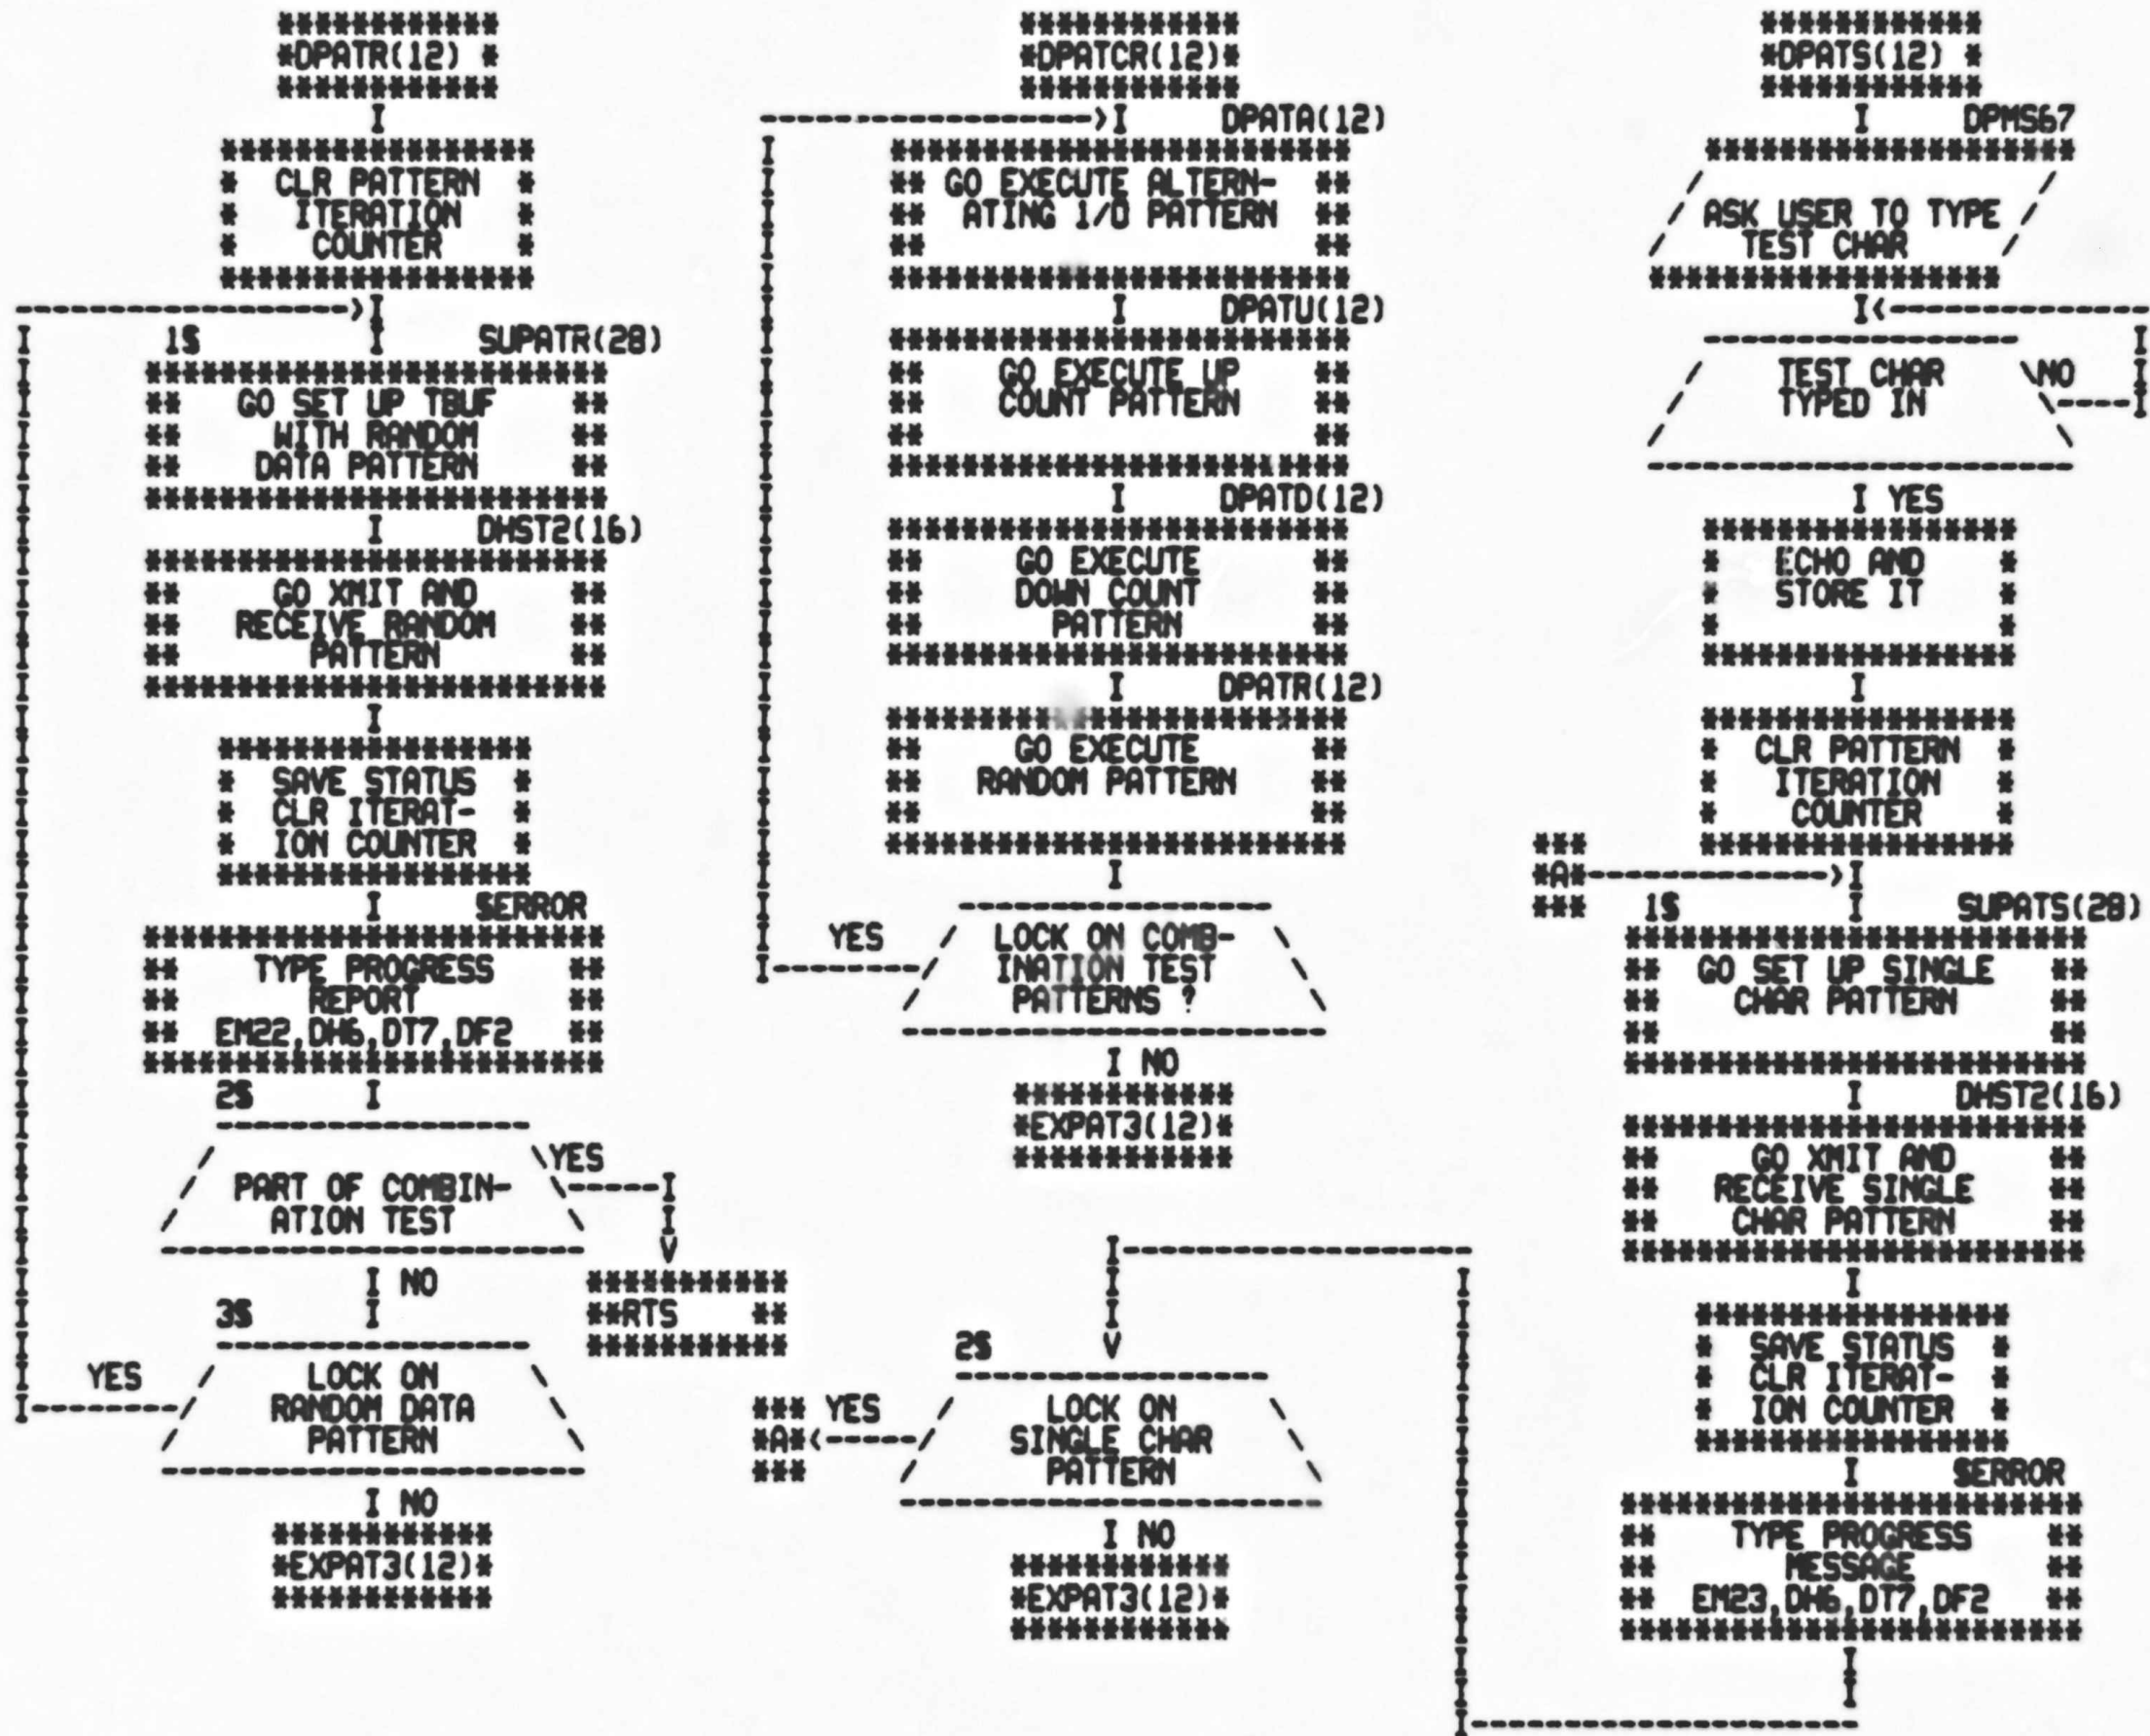 DPATR(12)
CLR PATTERN
ITERATION
COUNTER
1$ SUPATR(28)
GO SET UP TBUF
WITH RANDOM
DATA PATTERN
DHST2(16)
GO XMIT AND
RECEIVE RANDOM
PATTERN
SAVE STATUS
CLR ITERAT-
ION COUNTER
$ERROR
TYPE PROGRESS
REPORT
EM22,DH6,DT7,DF2
2$
YES
PART OF COMBIN-
ATION TEST
NO
**RTS **
3$
YES
LOCK ON
RANDOM DATA
PATTERN
NO
*EXPAT3(12)*
*DPATCR(12)*
DPATA(12)
GO EXECUTE ALTERN-
ATING 1/0 PATTERN
DPATU(12)
GO EXECUTE UP
COUNT PATTERN
DPATD(12)
GO EXECUTE
DOWN COUNT
PATTERN
DPATR(12)
GO EXECUTE
RANDOM PATTERN
YES
LOCK ON COMB-
INATION TEST
PATTERNS ?
NO
*EXPAT3(12)*
2$
YES
*A*
LOCK ON
SINGLE CHAR
PATTERN
NO
*EXPAT3(12)*
*DPATS(12) *
DPMS67
ASK USER TO TYPE
TEST CHAR
TEST CHAR
TYPED IN
NO
YES
ECHO AND
STORE IT
CLR PATTERN
ITERATION
COUNTER
*A*
1$ SUPATS(28)
GO SET UP SINGLE
CHAR PATTERN
DHST2(16)
GO XMIT AND
RECEIVE SINGLE
CHAR PATTERN
SAVE STATUS
CLR ITERAT-
ION COUNTER
$ERROR
TYPE PROGRESS
MESSAGE
EM23,DH6,DT7,DF2